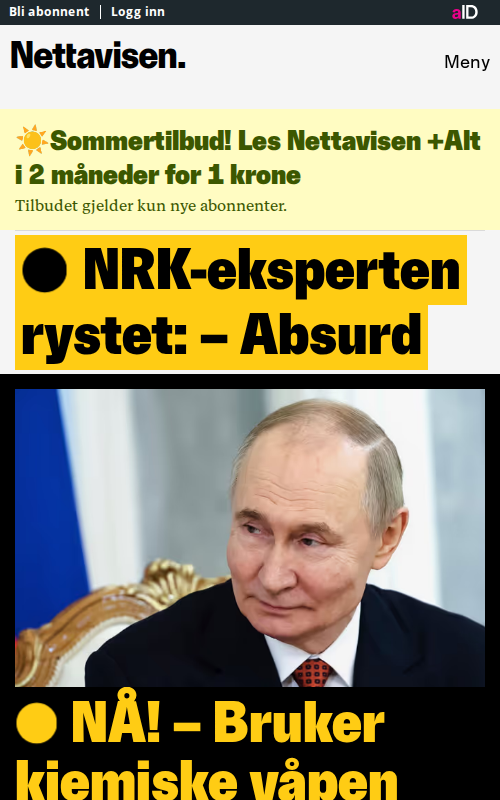 Bli abonnent
Logg inn
aID
Nettavisen.
Meny
Sommertilbud! Les Nettavisen +Alt
i 2 måneder for 1 krone
Tilbudet gjelder kun nye abonnenter.
NRK-eksperten
rystet: – Absurd
NÅ! – Bruker
kjemiske våpen